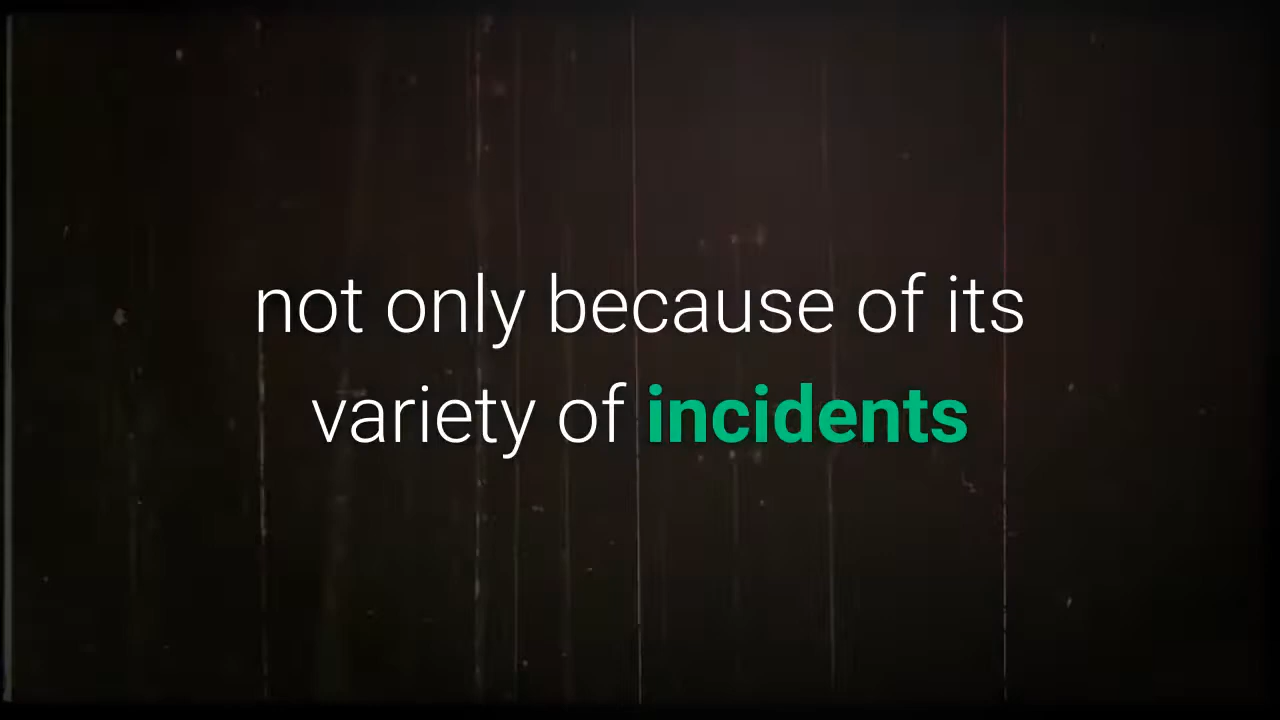 not only because of its
variety of incidents